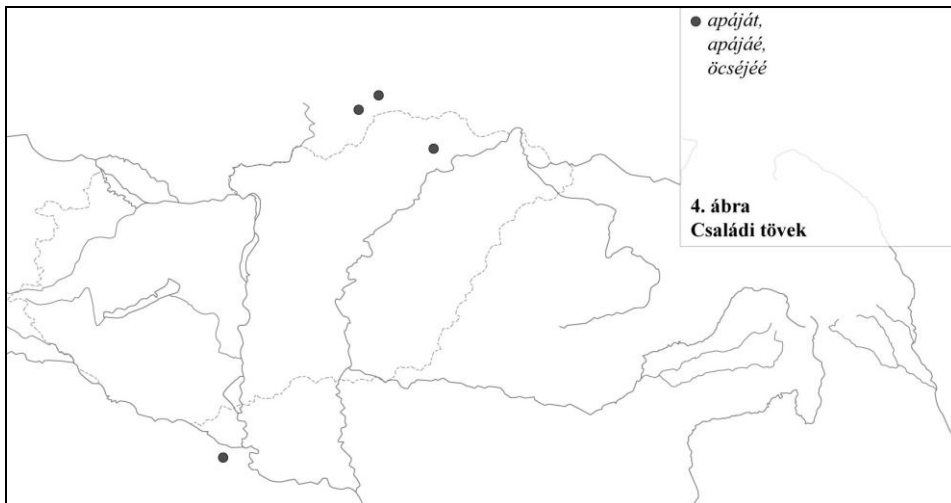 apáját,
apájáé,
öcséjéé
4. ábra
Családi tövek